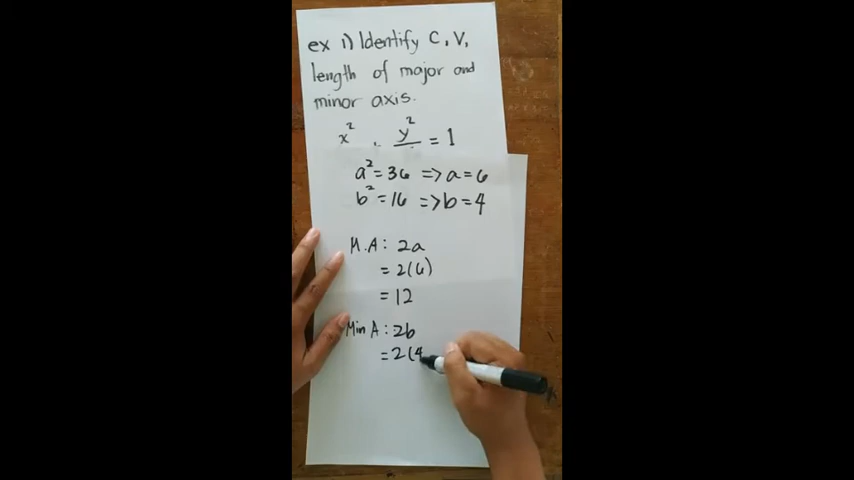 ex 1) Identify C, V,
length of major and
minor axis.
x² + y² = 1
a² = 36 => a = 6
b² = 16 => b = 4
M.A: 2a
= 2(6)
= 12
Min A: 2b
= 2(4